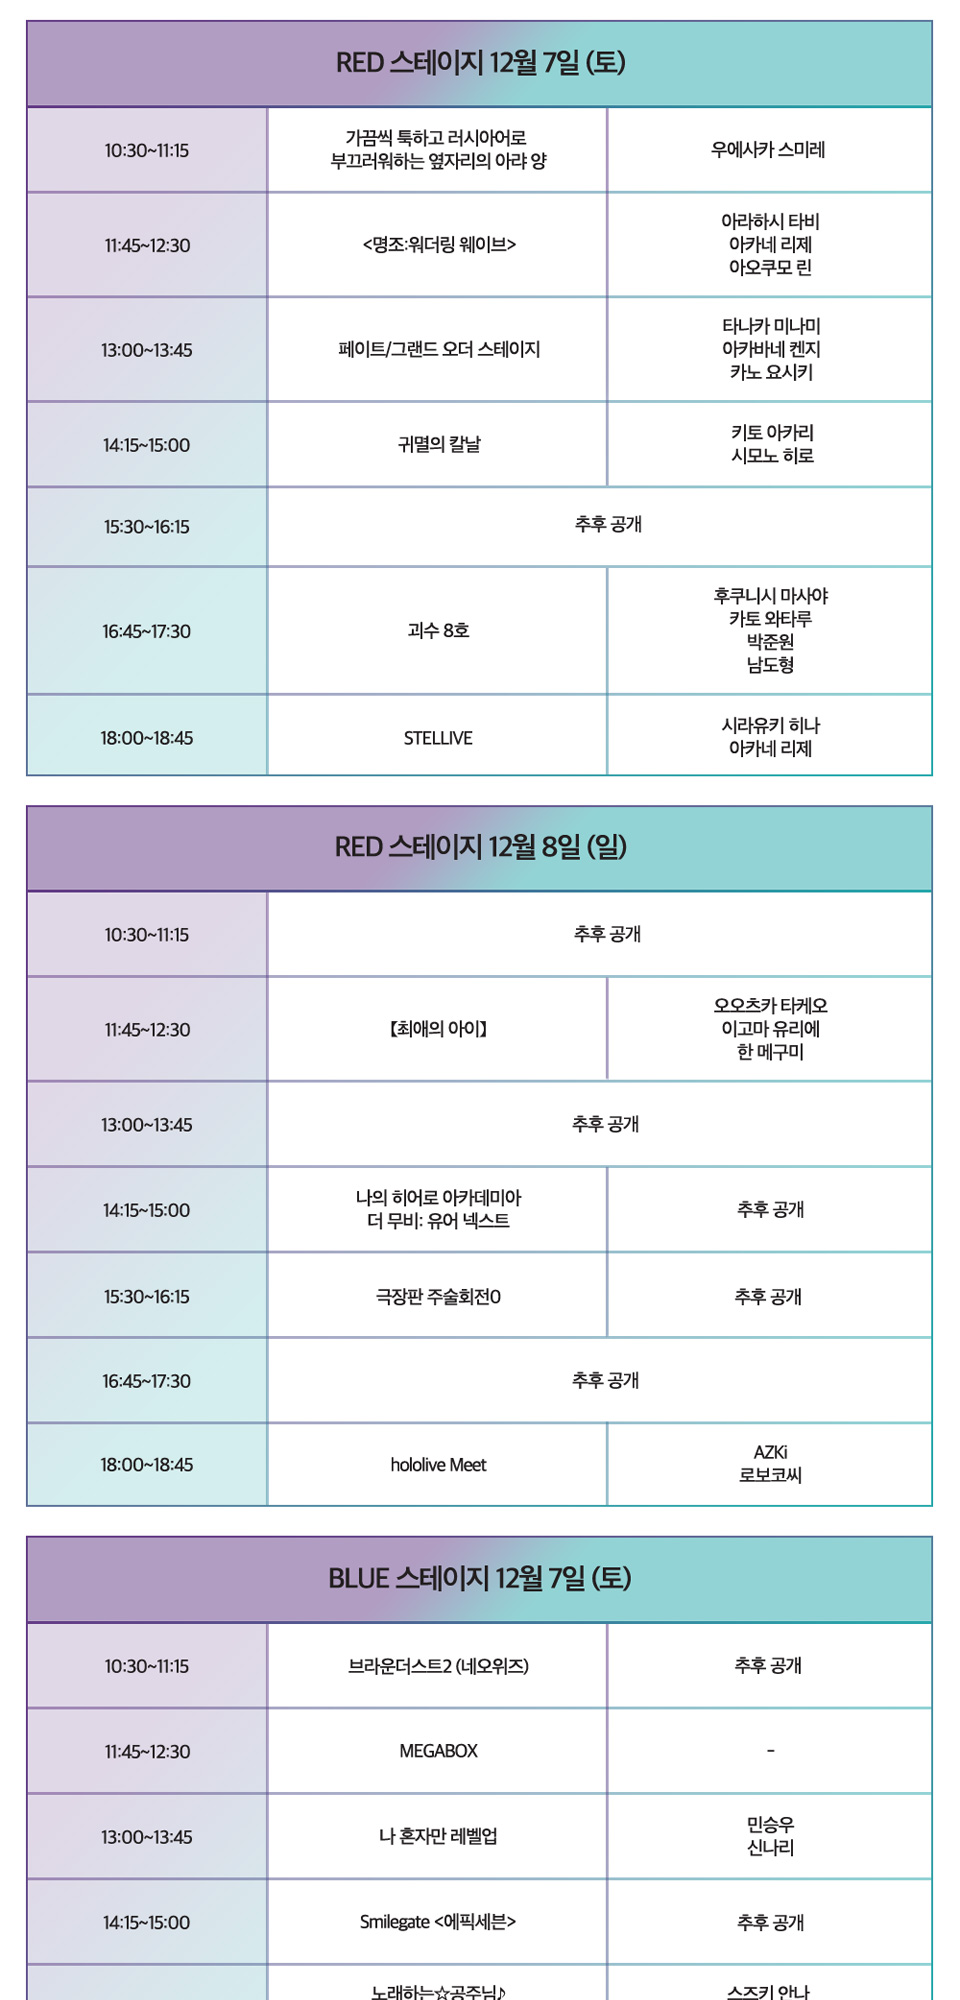 RED 스테이지 12월 7일 (토)
10:30~11:15
가끔씩 툭하고 러시아어로
부끄러워하는 옆자리의 아랴 양
우에사카 스미레
11:45~12:30
<명조:워더링 웨이브>
아라하시 타비
아카네 리제
아오쿠모 린
13:00~13:45
페이트/그랜드 오더 스테이지
타나카 미나미
아카바네 켄지
카노 요시키
14:15~15:00
귀멸의 칼날
키토 아카리
시모노 히로
15:30~16:15
추후 공개
16:45~17:30
괴수 8호
후쿠니시 마사야
카토 와타루
박준원
남도형
18:00~18:45
STELLIVE
시라유키 히나
아카네 리제
RED 스테이지 12월 8일 (일)
10:30~11:15
추후 공개
11:45~12:30
【최애의 아이】
오오츠카 타케오
이고마 유리에
한 메구미
13:00~13:45
추후 공개
14:15~15:00
나의 히어로 아카데미아
더 무비: 유어 넥스트
추후 공개
15:30~16:15
극장판 주술회전0
추후 공개
16:45~17:30
추후 공개
18:00~18:45
hololive Meet
AZKi
로보코씨
BLUE 스테이지 12월 7일 (토)
10:30~11:15
브라운더스트2 (네오위즈)
추후 공개
11:45~12:30
MEGABOX
-
13:00~13:45
나 혼자만 레벨업
민승우
신나리
14:15~15:00
Smilegate <에픽세븐>
추후 공개
노래하는☆공주님♪
스즈키 안나